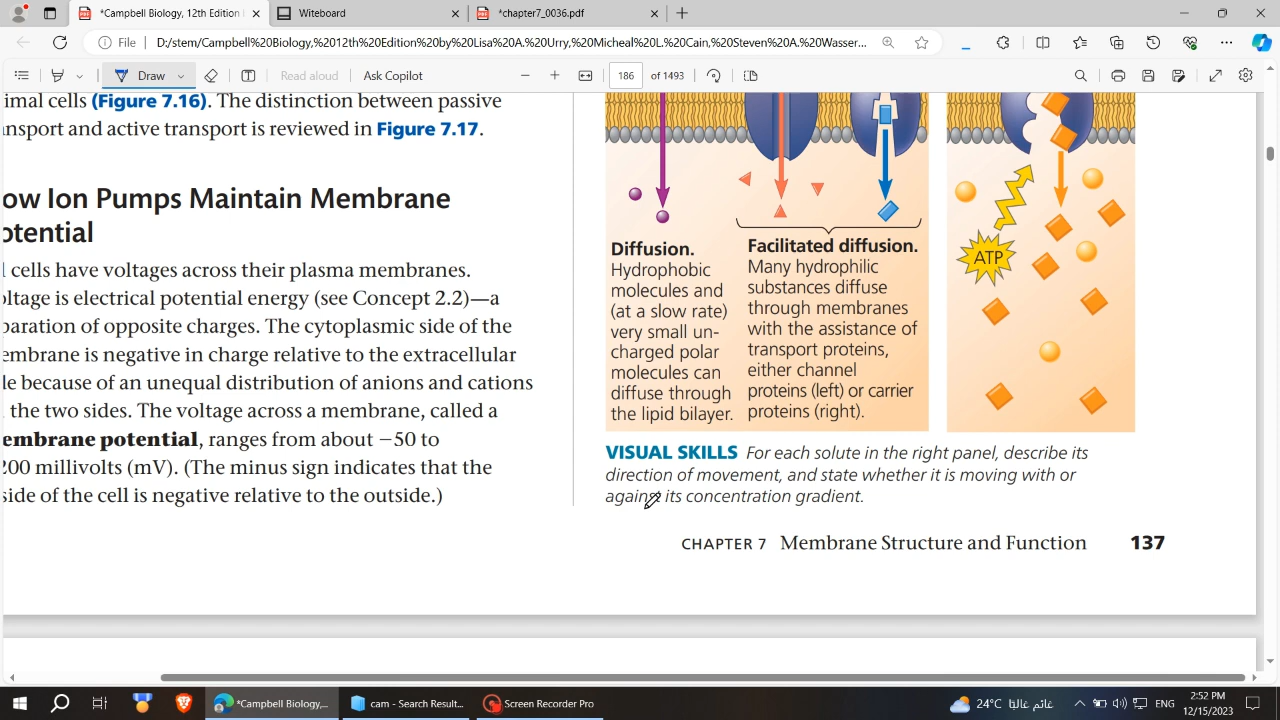 *Campbell Biology, 12th Edition
Witeboard
*chapter7_0036.pdf
File
D:/stem/Campbell%20Biology,%2012th%20Edition%20by%20Lisa%20A.%20Urry,%20Micheal%20L.%20Cain,%20Steven%20A.%20Wasser...
Draw
Read aloud
Ask Copilot
186 of 1493
imal cells (Figure 7.16). The distinction between passive
nsport and active transport is reviewed in Figure 7.17.
ow Ion Pumps Maintain Membrane
otential
l cells have voltages across their plasma membranes.
oltage is electrical potential energy (see Concept 2.2)—a
paration of opposite charges. The cytoplasmic side of the
embrane is negative in charge relative to the extracellular
le because of an unequal distribution of anions and cations
the two sides. The voltage across a membrane, called a
embrane potential, ranges from about −50 to
200 millivolts (mV). (The minus sign indicates that the
side of the cell is negative relative to the outside.)
Diffusion.
Hydrophobic
molecules and
(at a slow rate)
very small un-
charged polar
molecules can
diffuse through
the lipid bilayer.
Facilitated diffusion.
Many hydrophilic
substances diffuse
through membranes
with the assistance of
transport proteins,
either channel
proteins (left) or carrier
proteins (right).
ATP
VISUAL SKILLS For each solute in the right panel, describe its
direction of movement, and state whether it is moving with or
against its concentration gradient.
CHAPTER 7 Membrane Structure and Function 137
*Campbell Biology,...
cam - Search Result...
Screen Recorder Pro
24°C غائم غالبا
ENG
2:52 PM
12/15/2023